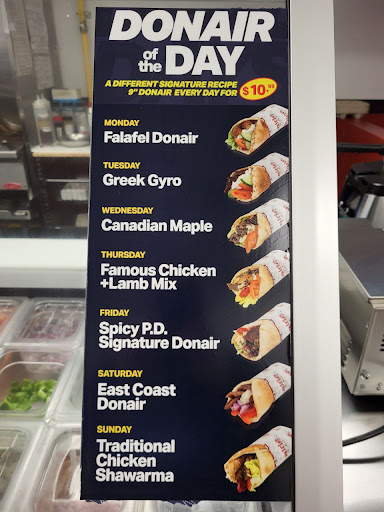 DONAIR
of the DAY
A DIFFERENT SIGNATURE RECIPE
9" DONAIR EVERY DAY FOR
$10.99
MONDAY
Falafel Donair
TUESDAY
Greek Gyro
WEDNESDAY
Canadian Maple
THURSDAY
Famous Chicken
+Lamb Mix
FRIDAY
Spicy P.D.
Signature Donair
SATURDAY
East Coast
Donair
SUNDAY
Traditional
Chicken
Shawarma